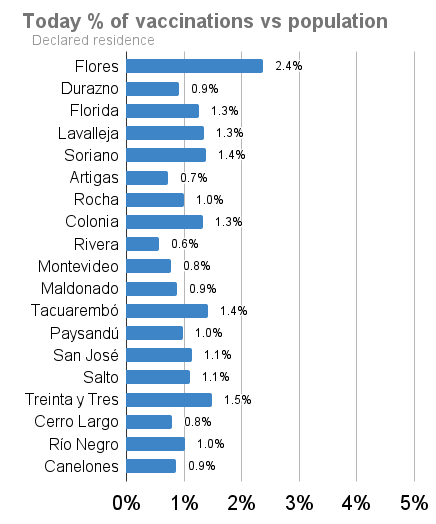 Today % of vaccinations vs population
Declared residence
Flores 2.4%
Durazno 0.9%
Florida 1.3%
Lavalleja 1.3%
Soriano 1.4%
Artigas 0.7%
Rocha 1.0%
Colonia 1.3%
Rivera 0.6%
Montevideo 0.8%
Maldonado 0.9%
Tacuarembó 1.4%
Paysandú 1.0%
San José 1.1%
Salto 1.1%
Treinta y Tres 1.5%
Cerro Largo 0.8%
Río Negro 1.0%
Canelones 0.9%
0% 1% 2% 3% 4% 5%